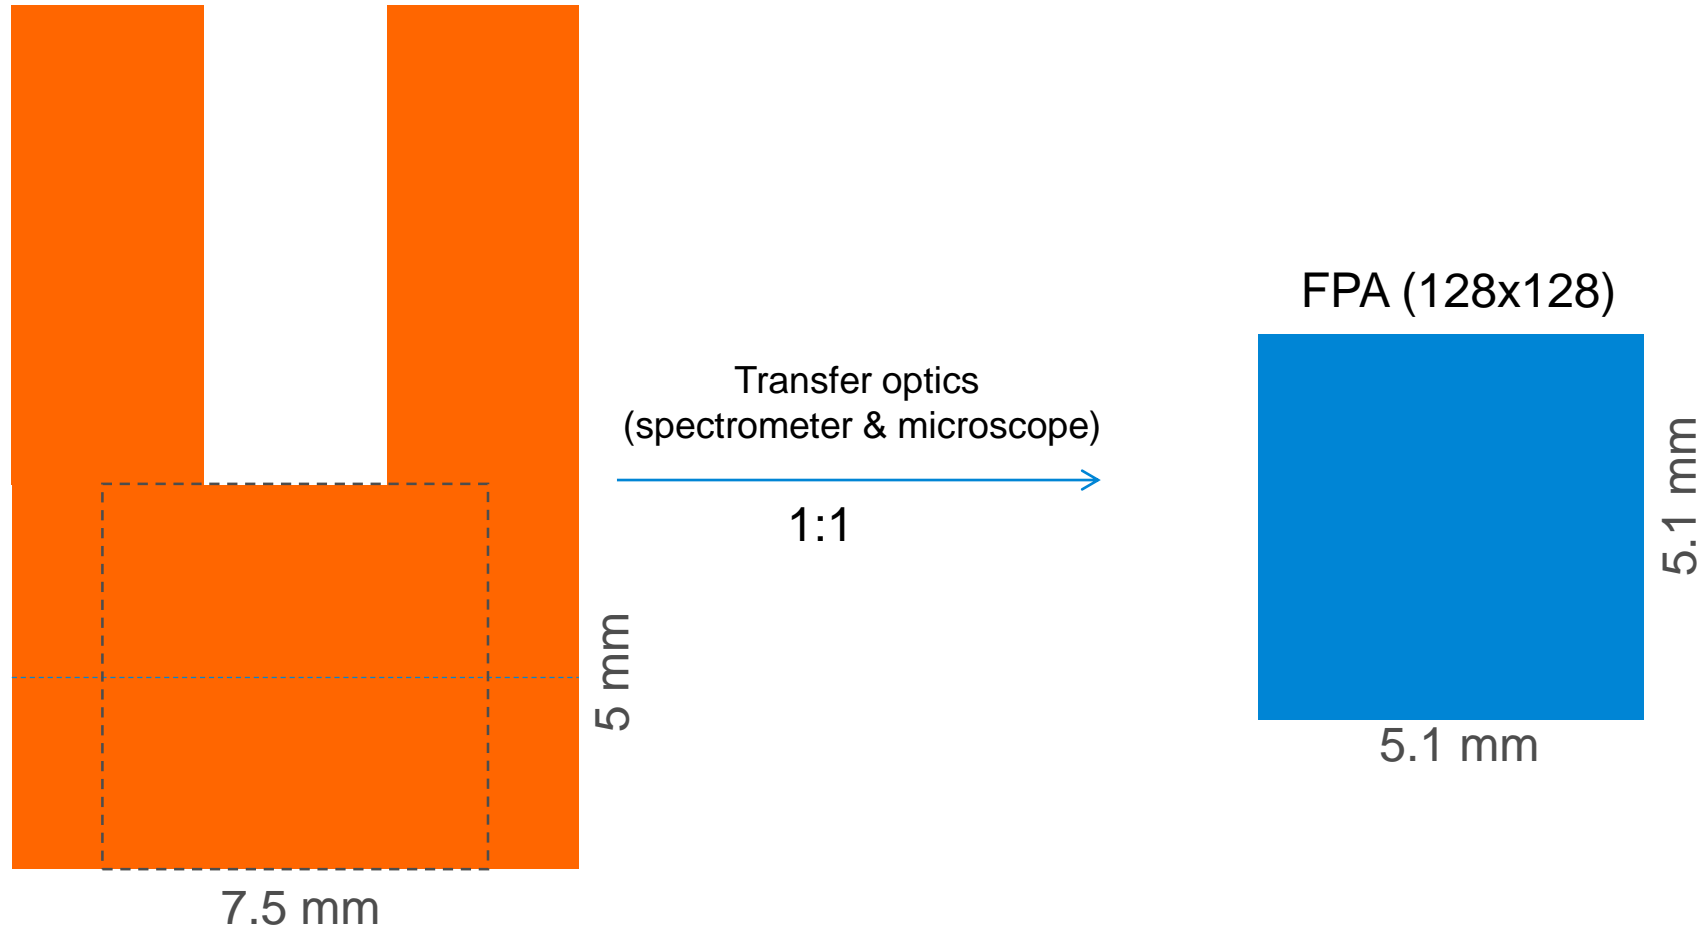 FPA (128x128)
Transfer optics
(spectrometer & microscope)
1:1
5.1 mm
5 mm
5.1 mm
7.5 mm